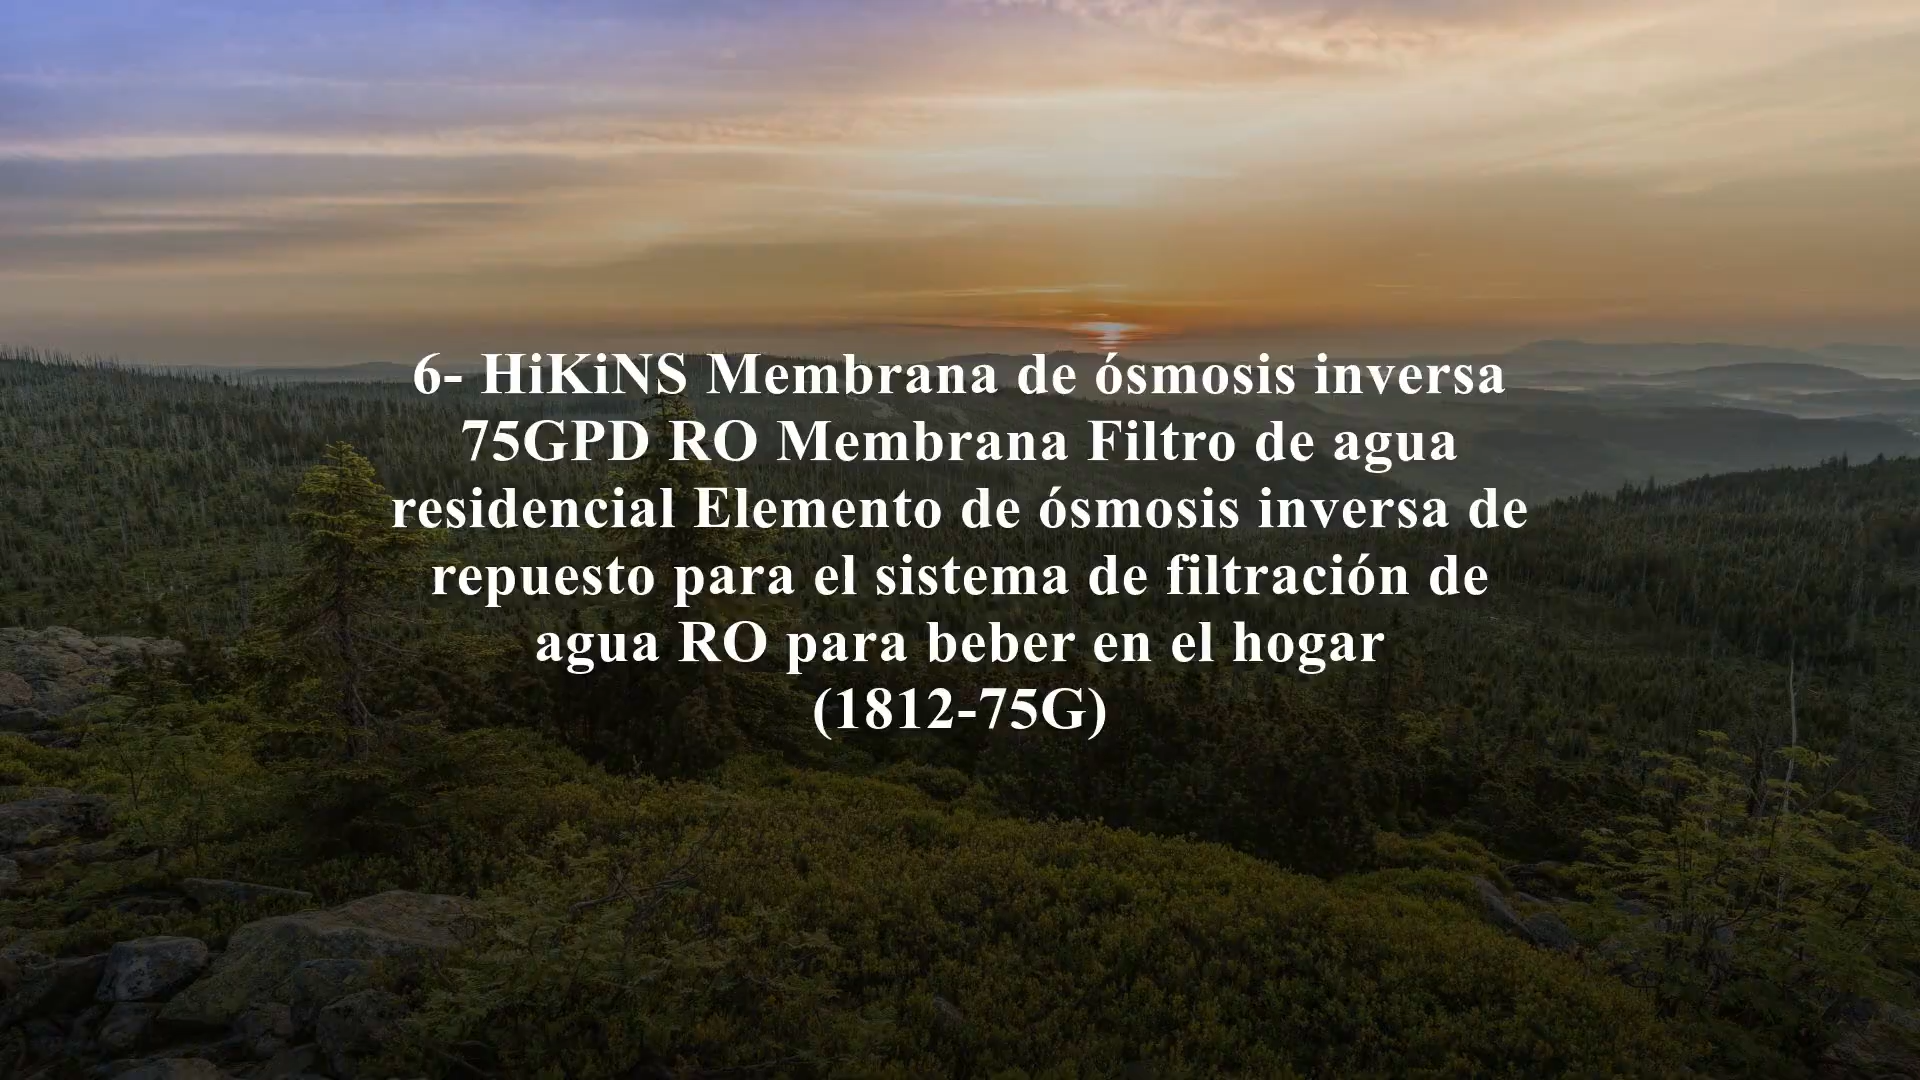 6- HiKiNS Membrana de ósmosis inversa
75GPD RO Membrana Filtro de agua
residencial Elemento de ósmosis inversa de
repuesto para el sistema de filtración de
agua RO para beber en el hogar
(1812-75G)